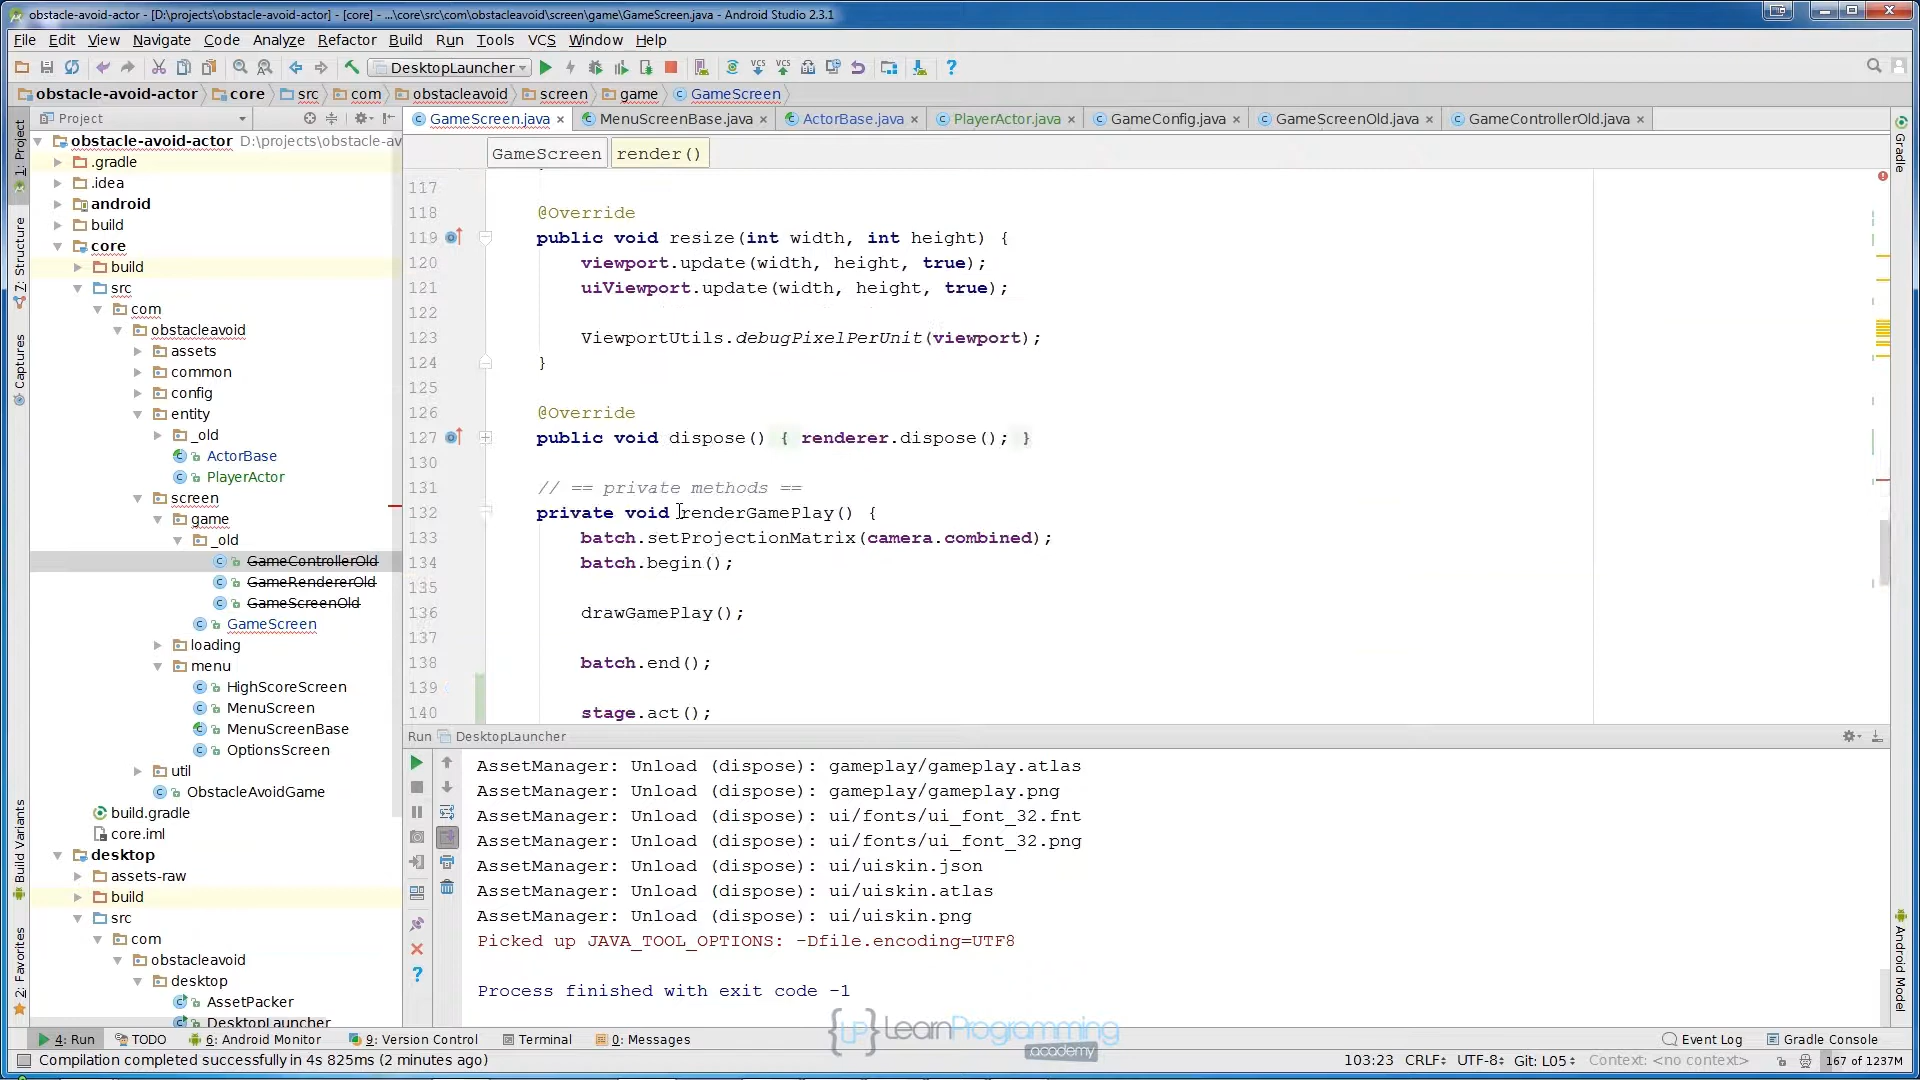 obstacle-avoid-actor - [D:\projects\obstacle-avoid-actor] - [core] - ...\core\src\com\obstacleavoid\screen\game\GameScreen.java - Android Studio 2.3.1
File Edit View Navigate Code Analyze Refactor Build Run Tools VCS Window Help
DesktopLauncher
obstacle-avoid-actor core src com obstacleavoid screen game GameScreen
Project
GameScreen.java MenuScreenBase.java ActorBase.java PlayerActor.java GameConfig.java GameScreenOld.java GameControllerOld.java
GameScreen render()
1: Project
7: Structure
Captures
Build Variants
2: Favorites
obstacle-avoid-actor D:\projects\obstacle-av
.gradle
.idea
android
build
core
build
src
com
obstacleavoid
assets
common
config
entity
_old
ActorBase
PlayerActor
screen
game
_old
GameControllerOld
GameRendererOld
GameScreenOld
GameScreen
loading
menu
HighScoreScreen
MenuScreen
MenuScreenBase
OptionsScreen
util
ObstacleAvoidGame
build.gradle
core.iml
desktop
assets-raw
build
src
com
obstacleavoid
desktop
AssetPacker
DesktopLauncher
117
118 @Override
119 public void resize(int width, int height) {
120 viewport.update(width, height, true);
121 uiViewport.update(width, height, true);
122
123 ViewportUtils.debugPixelPerUnit(viewport);
124 }
125
126 @Override
127 public void dispose() { renderer.dispose(); }
130
131 // == private methods ==
132 private void renderGamePlay() {
133 batch.setProjectionMatrix(camera.combined);
134 batch.begin();
135
136 drawGamePlay();
137
138 batch.end();
139
140 stage.act();
Gradle
Android Model
Run DesktopLauncher
AssetManager: Unload (dispose): gameplay/gameplay.atlas
AssetManager: Unload (dispose): gameplay/gameplay.png
AssetManager: Unload (dispose): ui/fonts/ui_font_32.fnt
AssetManager: Unload (dispose): ui/fonts/ui_font_32.png
AssetManager: Unload (dispose): ui/uiskin.json
AssetManager: Unload (dispose): ui/uiskin.atlas
AssetManager: Unload (dispose): ui/uiskin.png
Picked up JAVA_TOOL_OPTIONS: -Dfile.encoding=UTF8
Process finished with exit code -1
{up} LearnProgramming
.academy
4: Run TODO 6: Android Monitor 9: Version Control Terminal 0: Messages Event Log Gradle Console
Compilation completed successfully in 4s 825ms (2 minutes ago) 103:23 CRLF UTF-8 Git: L05 Context: <no context> 167 of 1237M